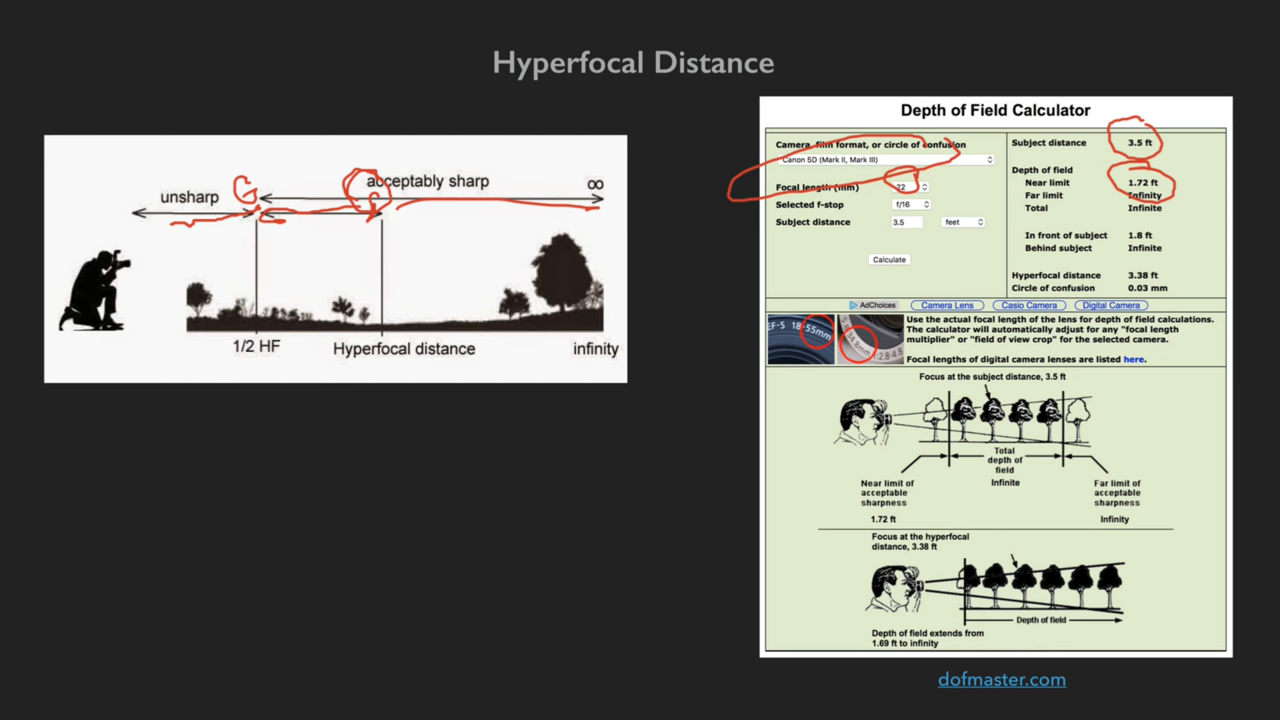 Hyperfocal Distance
unsharp
acceptably sharp
∞
1/2 HF
Hyperfocal distance
infinity
Depth of Field Calculator
Camera, film format, or circle of confusion
Canon 5D (Mark II, Mark III)
Focal length (mm)
22
Selected f-stop
f/16
Subject distance
3.5
feet
Calculate
Subject distance 3.5 ft
Depth of field
Near limit 1.72 ft
Far limit Infinity
Total Infinite
In front of subject 1.8 ft
Behind subject Infinite
Hyperfocal distance 3.38 ft
Circle of confusion 0.03 mm
AdChoices
Camera Lens
Casio Camera
Digital Camera
EF-S 18-55mm
Use the actual focal length of the lens for depth of field calculations.
The calculator will automatically adjust for any "focal length
multiplier" or "field of view crop" for the selected camera.
Focal lengths of digital camera lenses are listed here.
Focus at the subject distance, 3.5 ft
Total
depth of
field
Infinite
Near limit of
acceptable
sharpness
1.72 ft
Far limit of
acceptable
sharpness
Infinity
Focus at the hyperfocal
distance, 3.38 ft
Depth of field
Depth of field extends from
1.69 ft to infinity
dofmaster.com